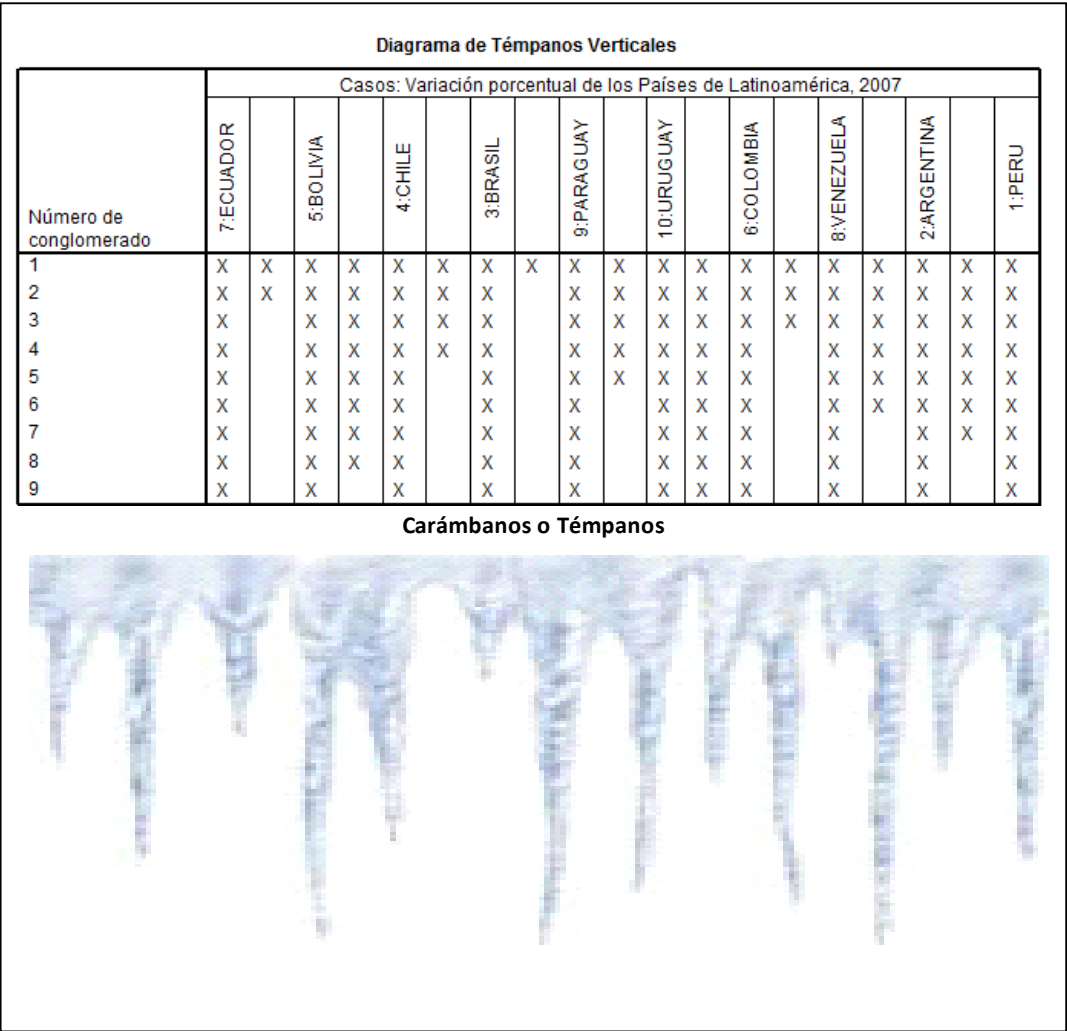 Diagrama de Témpanos Verticales
Casos: Variación porcentual de los Países de Latinoamérica, 2007
Número de
conglomerado
7:ECUADOR 5:BOLIVIA 4:CHILE 3:BRASIL 9:PARAGUAY 10:URUGUAY 6:COLOMBIA 8:VENEZUELA 2:ARGENTINA 1:PERU
1 X X X X X X X X X X X X X X X X X X X
2 X X X X X X X X X X X X X X X X X X
3 X X X X X X X X X X X X X X X X X
4 X X X X X X X X X X X X X X X X
5 X X X X X X X X X X X X X X X
6 X X X X X X X X X X X X X X
7 X X X X X X X X X X X X X
8 X X X X X X X X X X X X
9 X X X X X X X X X X X
Carámbanos o Témpanos